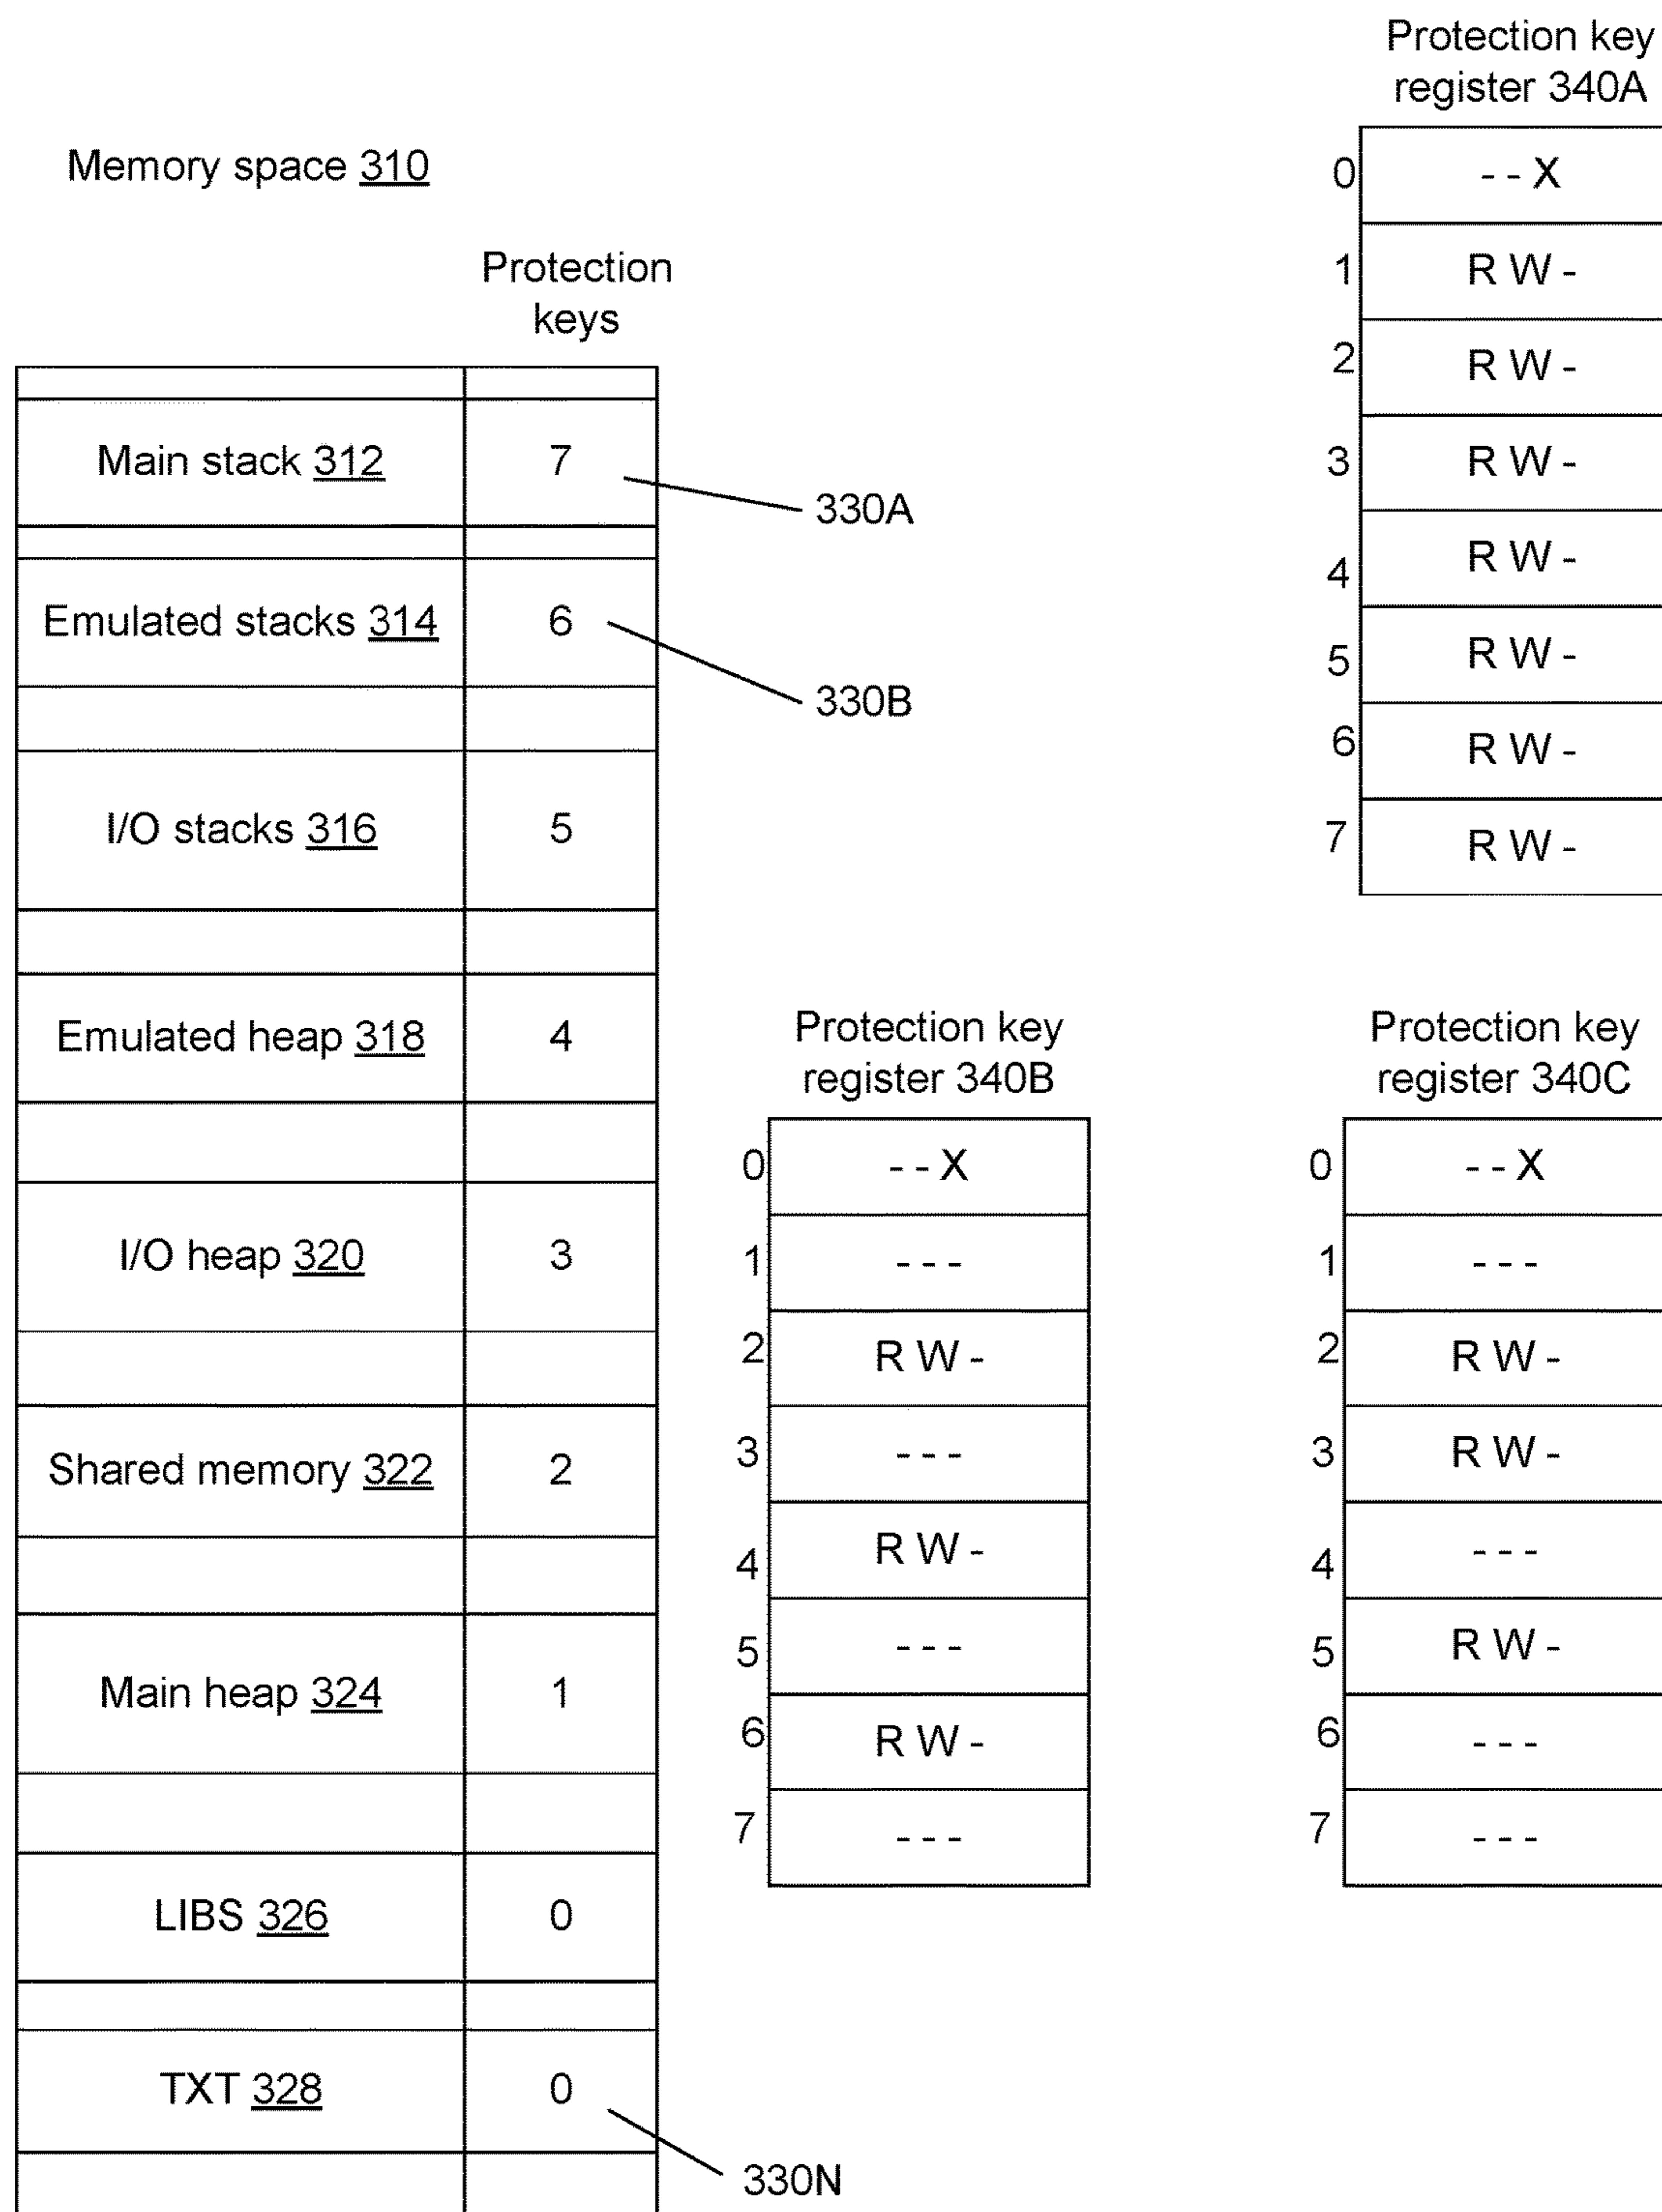 Memory space 310
Protection
keys
Main stack 312 7
330A
Emulated stacks 314 6
330B
I/O stacks 316 5
Emulated heap 318 4
I/O heap 320 3
Shared memory 322 2
Main heap 324 1
LIBS 326 0
TXT 328 0
330N
Protection key
register 340A
0 - - X
1 R W -
2 R W -
3 R W -
4 R W -
5 R W -
6 R W -
7 R W -
Protection key
register 340B
0 - - X
1 - - -
2 R W -
3 - - -
4 R W -
5 - - -
6 R W -
7 - - -
Protection key
register 340C
0 - - X
1 - - -
2 R W -
3 R W -
4 - - -
5 R W -
6 - - -
7 - - -